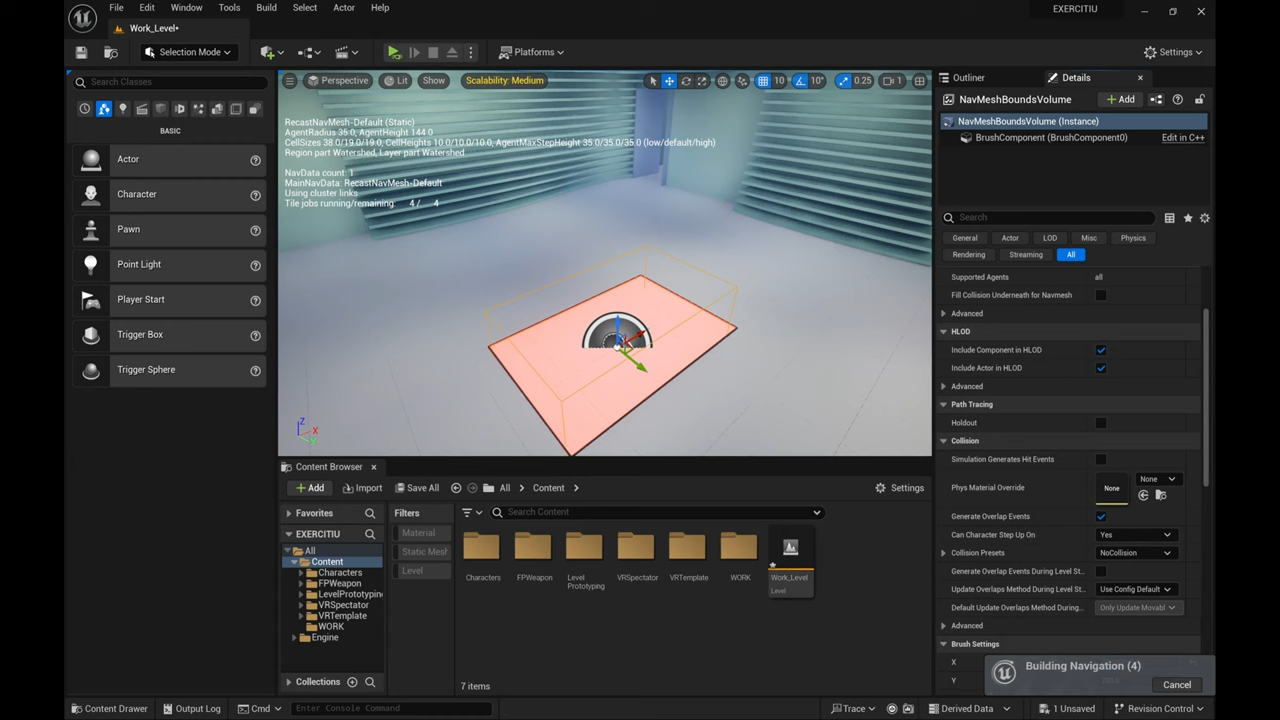 File Edit Window Tools Build Select Actor Help EXERCITIU
Work_Level*
Selection Mode Platforms Settings
Search Classes
BASIC
Actor
Character
Pawn
Point Light
Player Start
Trigger Box
Trigger Sphere
Perspective Lit Show Scalability: Medium 10 10° 0.25 1
RecastNavMesh-Default (Static)
AgentRadius 35.0, AgentHeight 144.0
CellSizes 38.0/19.0/19.0, CellHeights 10.0/10.0/10.0, AgentMaxStepHeight 35.0/35.0/35.0 (low/default/high)
Region part Watershed, Layer part Watershed
NavData count: 1
MainNavData: RecastNavMesh-Default
Using cluster links
Tile jobs running/remaining: 4 / 4
Z
X
Y
Content Browser
Add Import Save All All Content Settings
Favorites
EXERCITIU
All
Content
Characters
FPWeapon
LevelPrototyping
VRSpectator
VRTemplate
WORK
Engine
Collections
Filters
Material
Static Mesh
Level
Search Content
Characters FPWeapon Level VRSpectator VRTemplate WORK Work_Level
Prototyping Level
7 items
Outliner Details
NavMeshBoundsVolume Add
NavMeshBoundsVolume (Instance)
BrushComponent (BrushComponent0) Edit in C++
Search
General Actor LOD Misc Physics
Rendering Streaming All
Supported Agents all
Fill Collision Underneath for Navmesh
Advanced
HLOD
Include Component in HLOD
Include Actor in HLOD
Advanced
Path Tracing
Holdout
Collision
Simulation Generates Hit Events
Phys Material Override None None
Generate Overlap Events
Can Character Step Up On Yes
Collision Presets NoCollision
Generate Overlap Events During Level St...
Update Overlaps Method During Level St... Use Config Default
Default Update Overlaps Method During... Only Update Movabl
Advanced
Brush Settings
X
Y
Building Navigation (4)
Cancel
Content Drawer Output Log Cmd Enter Console Command Trace Derived Data 1 Unsaved Revision Control